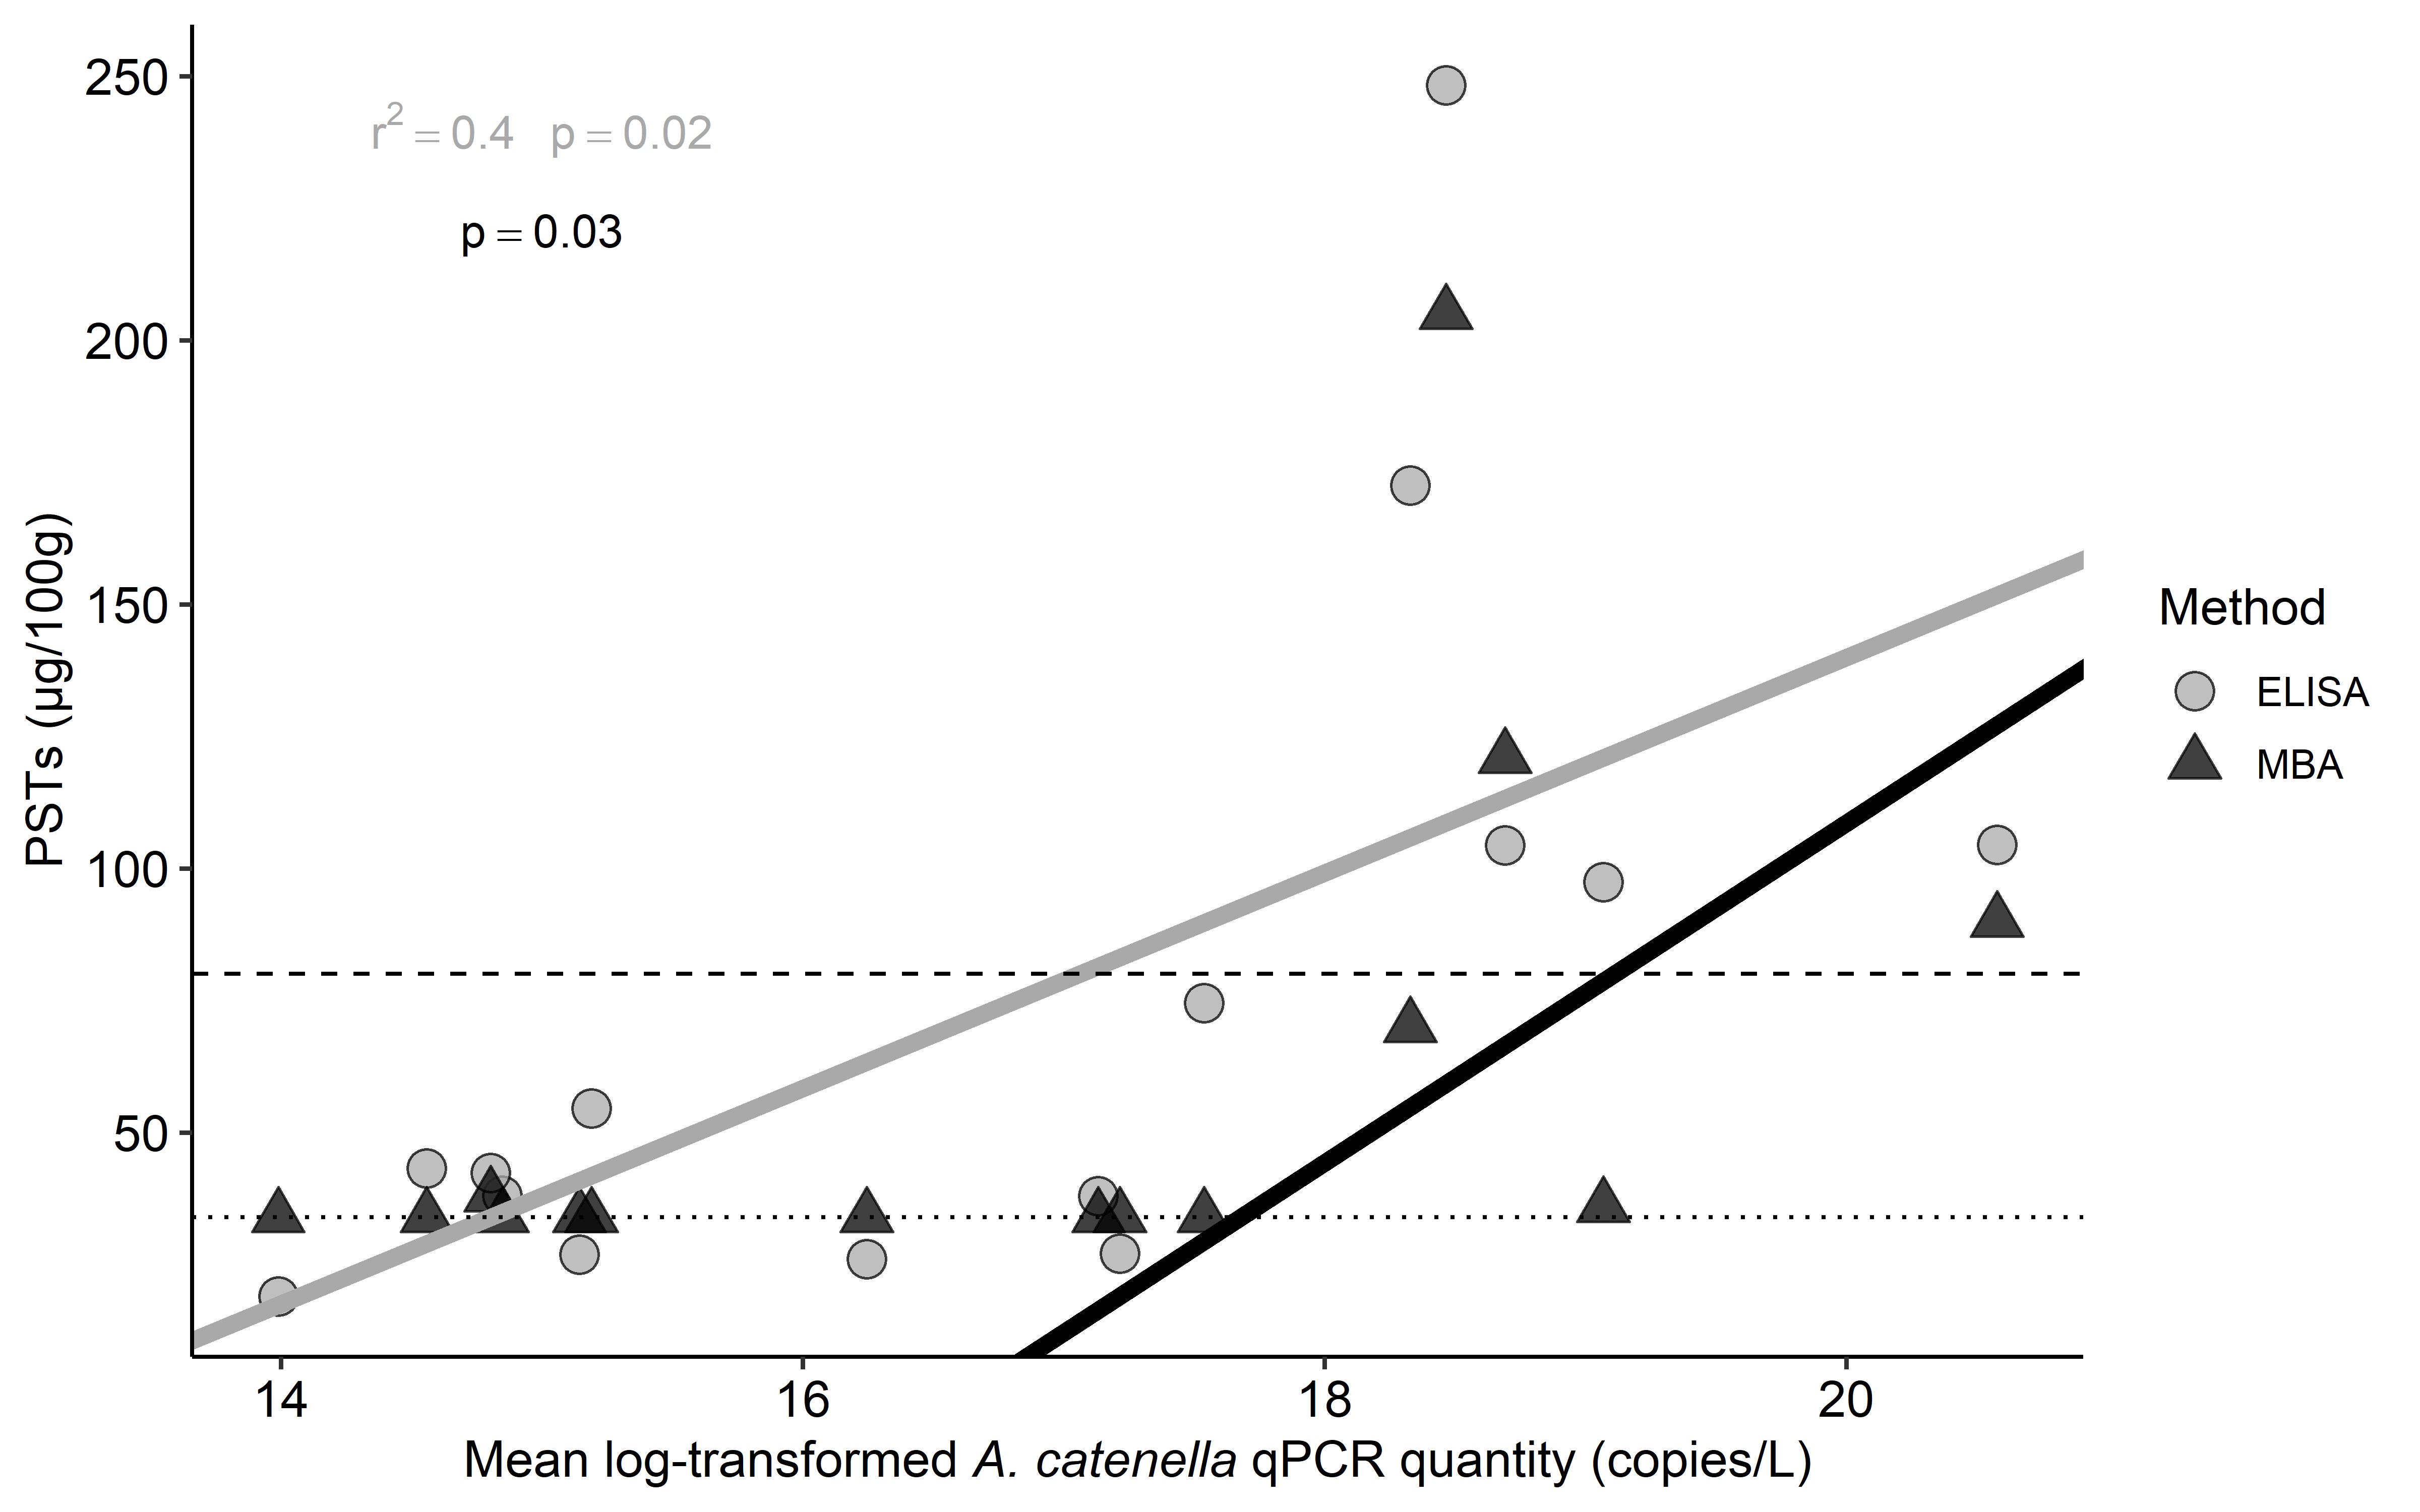 250
200
150
100
50
PSTs (µg/100g)
r² = 0.4 p = 0.02
p = 0.03
Method
ELISA
MBA
14 16 18 20
Mean log-transformed A. catenella qPCR quantity (copies/L)